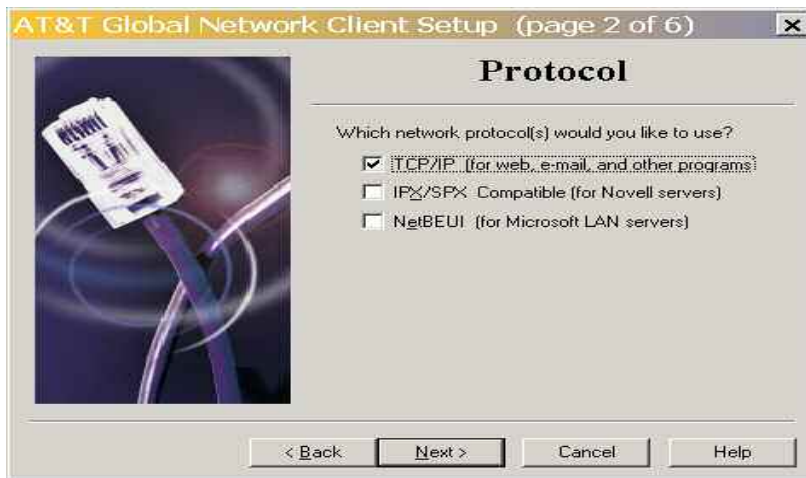 AT&T Global Network Client Setup (page 2 of 6)
Protocol
Which network protocol(s) would you like to use?
TCP/IP (for web, e-mail, and other programs)
IPX/SPX Compatible (for Novell servers)
NetBEUI (for Microsoft LAN servers)
< Back Next > Cancel Help